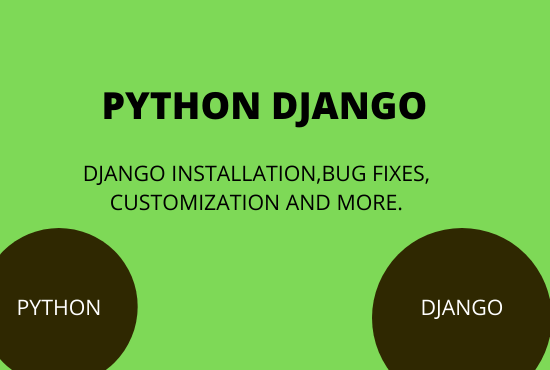 PYTHON DJANGO
DJANGO INSTALLATION,BUG FIXES,
CUSTOMIZATION AND MORE.
PYTHON
DJANGO